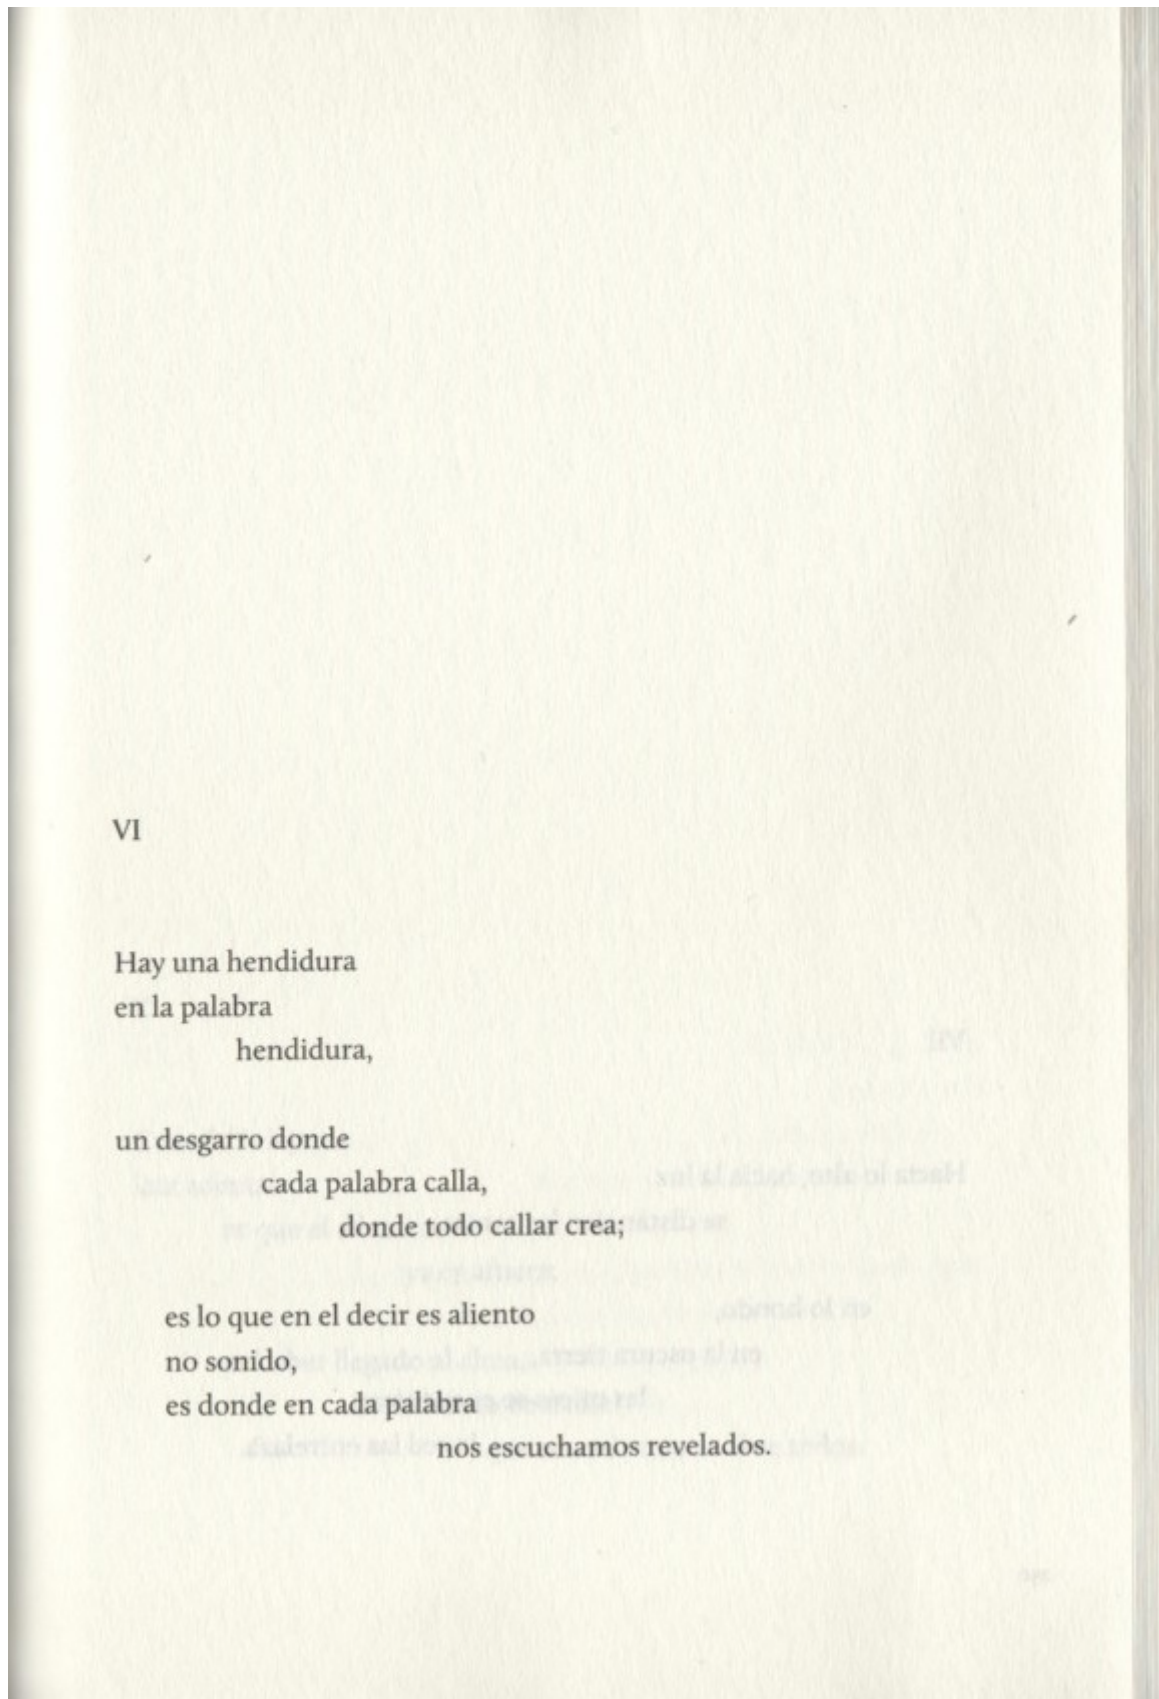 VI
Hay una hendidura
en la palabra
hendidura,
un desgarro donde
cada palabra calla,
donde todo callar crea;
es lo que en el decir es aliento
no sonido,
es donde en cada palabra
nos escuchamos revelados.